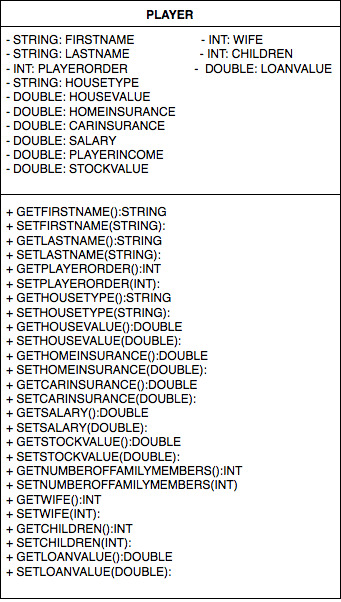 PLAYER
- STRING: FIRSTNAME - INT: WIFE
- STRING: LASTNAME - INT: CHILDREN
- INT: PLAYERORDER - DOUBLE: LOANVALUE
- STRING: HOUSETYPE
- DOUBLE: HOUSEVALUE
- DOUBLE: HOMEINSURANCE
- DOUBLE: CARINSURANCE
- DOUBLE: SALARY
- DOUBLE: PLAYERINCOME
- DOUBLE: STOCKVALUE
+ GETFIRSTNAME():STRING
+ SETFIRSTNAME(STRING):
+ GETLASTNAME():STRING
+ SETLASTNAME(STRING):
+ GETPLAYERORDER():INT
+ SETPLAYERORDER(INT):
+ GETHOUSETYPE():STRING
+ SETHOUSETYPE(STRING):
+ GETHOUSEVALUE():DOUBLE
+ SETHOUSEVALUE(DOUBLE):
+ GETHOMEINSURANCE():DOUBLE
+ SETHOMEINSURANCE(DOUBLE):
+ GETCARINSURANCE():DOUBLE
+ SETCARINSURANCE(DOUBLE):
+ GETSALARY():DOUBLE
+ SETSALARY(DOUBLE):
+ GETSTOCKVALUE():DOUBLE
+ SETSTOCKVALUE(DOUBLE):
+ GETNUMBEROFFAMILYMEMBERS():INT
+ SETNUMBEROFFAMILYMEMBERS(INT)
+ GETWIFE():INT
+ SETWIFE(INT):
+ GETCHILDREN():INT
+ SETCHILDREN(INT):
+ GETLOANVALUE():DOUBLE
+ SETLOANVALUE(DOUBLE):